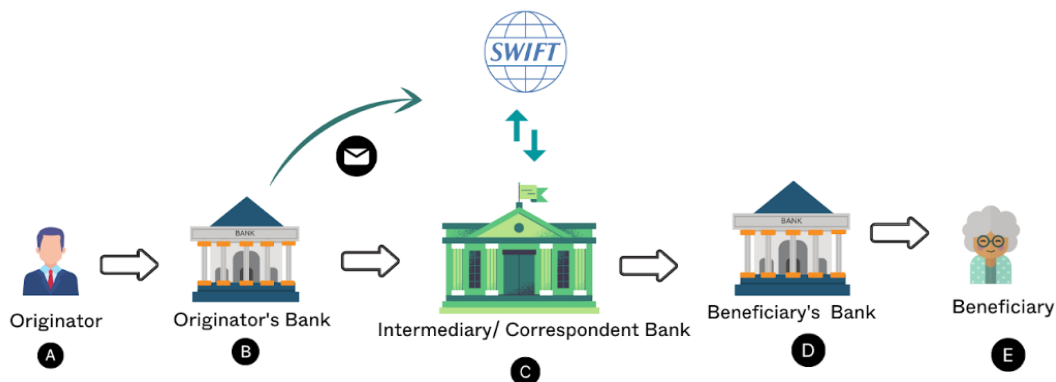 SWIFT
BANK
BANK
Originator
Originator's Bank
Intermediary/ Correspondent Bank
Beneficiary's Bank
Beneficiary
A
B
C
D
E